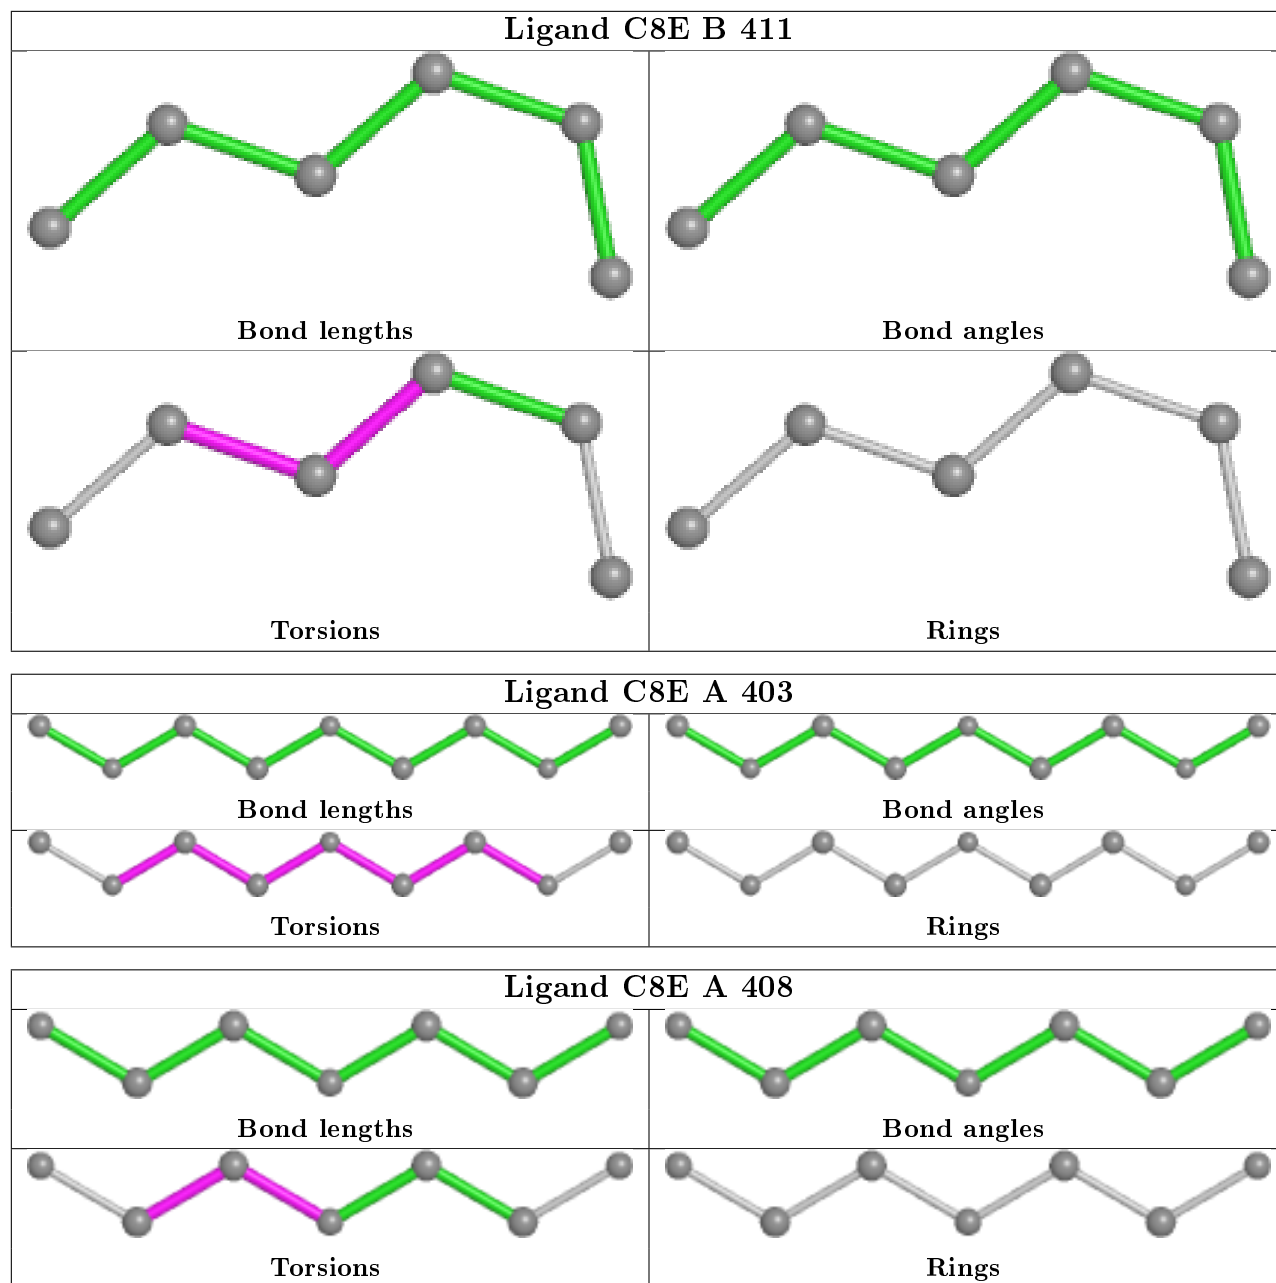 Ligand C8E B 411
Bond lengths
Bond angles
Torsions
Rings
Ligand C8E A 403
Bond lengths
Bond angles
Torsions
Rings
Ligand C8E A 408
Bond lengths
Bond angles
Torsions
Rings